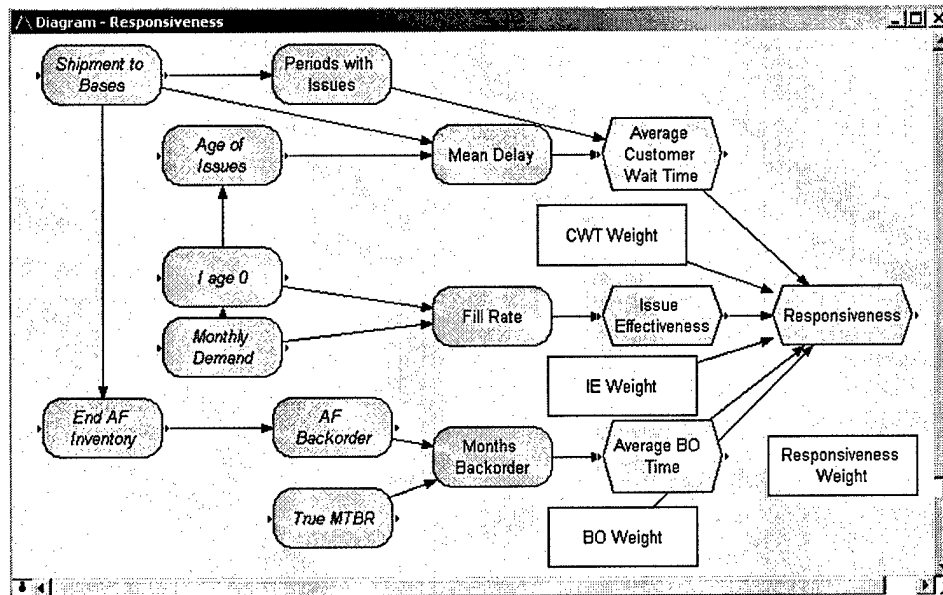 Diagram - Responsiveness
Shipment to
Bases
Periods with
Issues
Age of
Issues
Mean Delay
Average
Customer
Wait Time
CWT Weight
I age 0
Fill Rate
Issue
Effectiveness
Responsiveness
Monthly
Demand
IE Weight
End AF
Inventory
AF
Backorder
Months
Backorder
Average BO
Time
Responsiveness
Weight
True MTBR
BO Weight